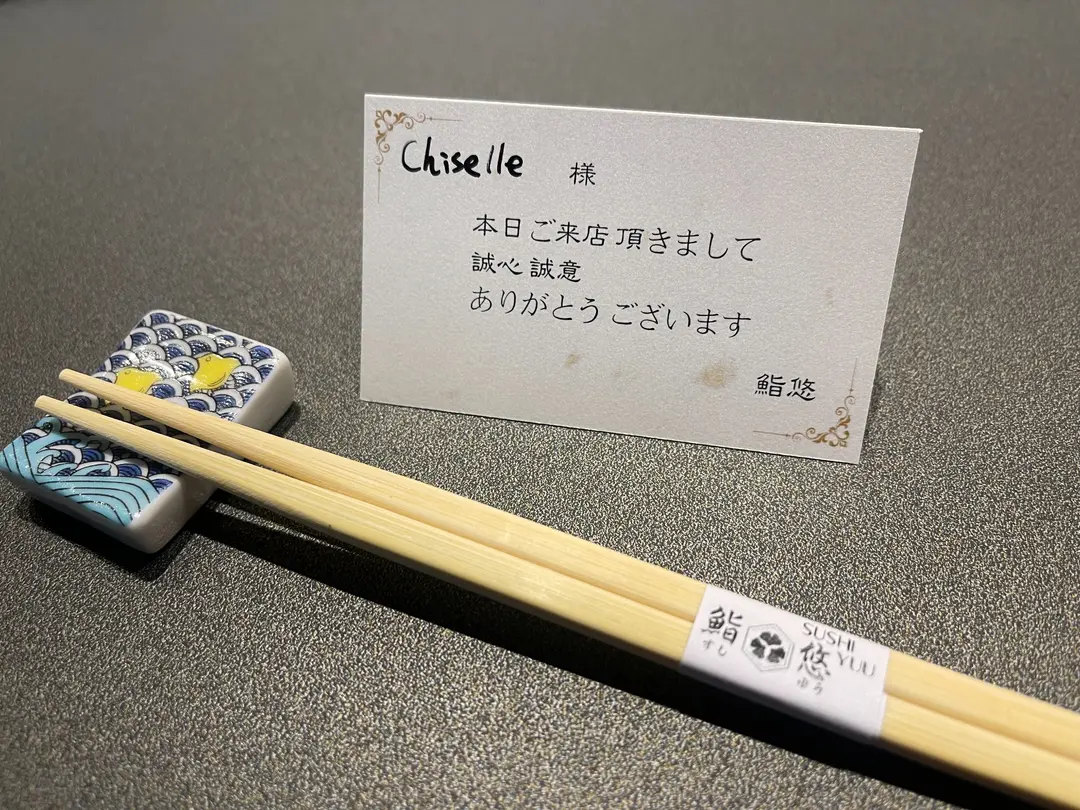 Chiselle 様
本日ご来店 頂きまして
誠心 誠意
ありがとう ございます
鮨悠
鮨 悠
すし ゆう
SUSHI
YUU